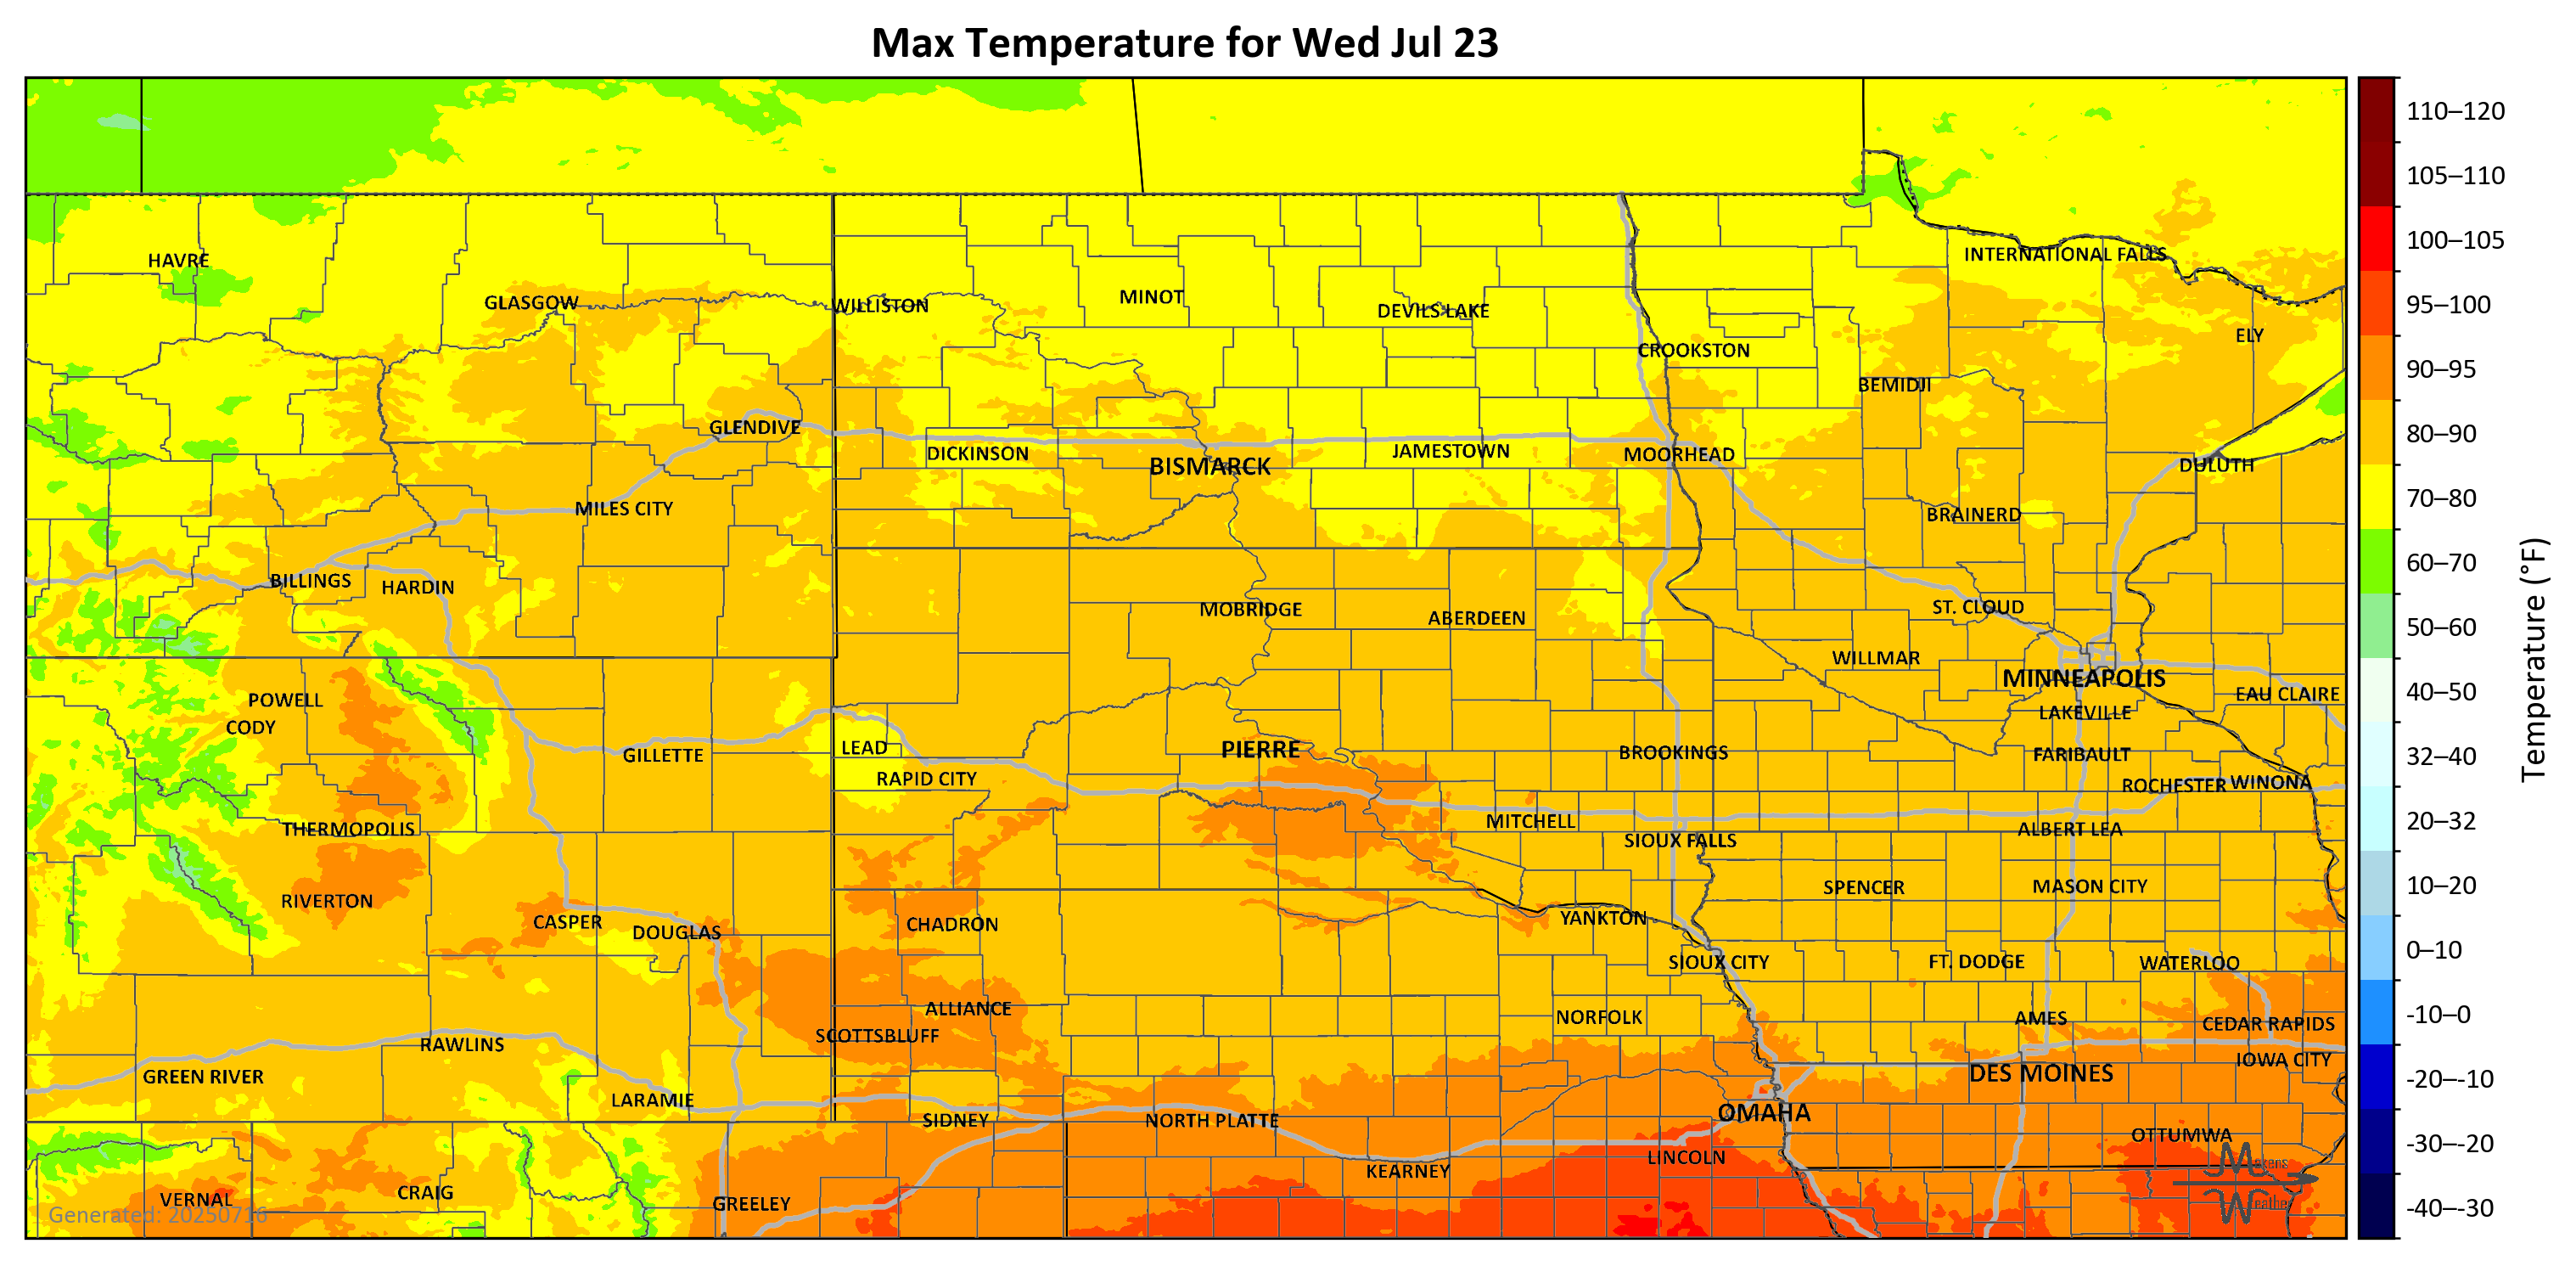 Max Temperature for Wed Jul 23
HAVRE
INTERNATIONAL FALLS
GLASGOW
WILLISTON
MINOT
DEVILS LAKE
ELY
CROOKSTON
BEMIDJI
GLENDIVE
DICKINSON
BISMARCK
JAMESTOWN
MOORHEAD
DULUTH
MILES CITY
BRAINERD
BILLINGS
HARDIN
MOBRIDGE
ABERDEEN
ST. CLOUD
WILLMAR
MINNEAPOLIS
EAU CLAIRE
POWELL
CODY
LAKEVILLE
GILLETTE
LEAD
PIERRE
BROOKINGS
FARIBAULT
RAPID CITY
ROCHESTER
WINONA
THERMOPOLIS
MITCHELL
SIOUX FALLS
ALBERT LEA
RIVERTON
SPENCER
MASON CITY
CASPER
DOUGLAS
CHADRON
YANKTON
SIOUX CITY
FT. DODGE
WATERLOO
ALLIANCE
NORFOLK
AMES
CEDAR RAPIDS
SCOTTSBLUFF
RAWLINS
IOWA CITY
GREEN RIVER
DES MOINES
LARAMIE
SIDNEY
NORTH PLATTE
OMAHA
OTTUMWA
KEARNEY
LINCOLN
VERNAL
CRAIG
GREELEY
Generated: 20250716
110–120
105–110
100–105
95–100
90–95
80–90
70–80
60–70
50–60
40–50
32–40
20–32
10–20
0–10
-10–0
-20–-10
-30–-20
-40–-30
Temperature (°F)